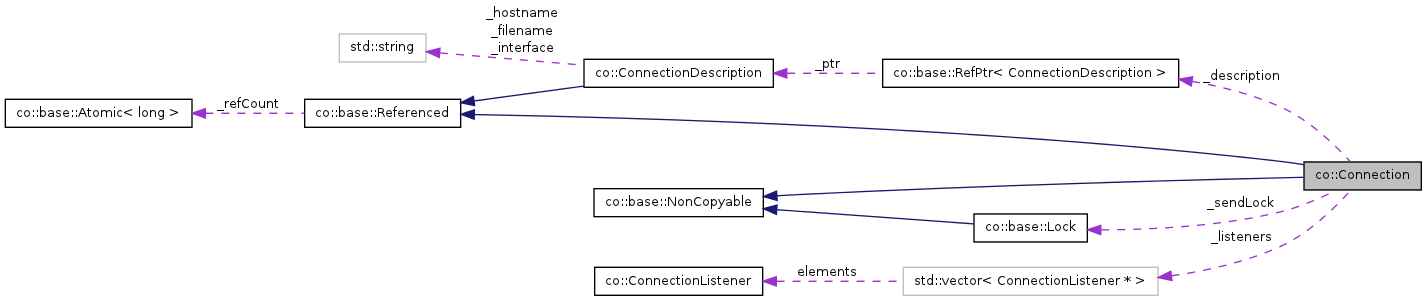 _hostname
_filename
_interface
std::string
co::ConnectionDescription
_ptr
co::base::RefPtr< ConnectionDescription >
_description
co::base::Atomic< long >
_refCount
co::base::Referenced
co::Connection
co::base::NonCopyable
_sendLock
co::base::Lock
_listeners
co::ConnectionListener
elements
std::vector< ConnectionListener * >